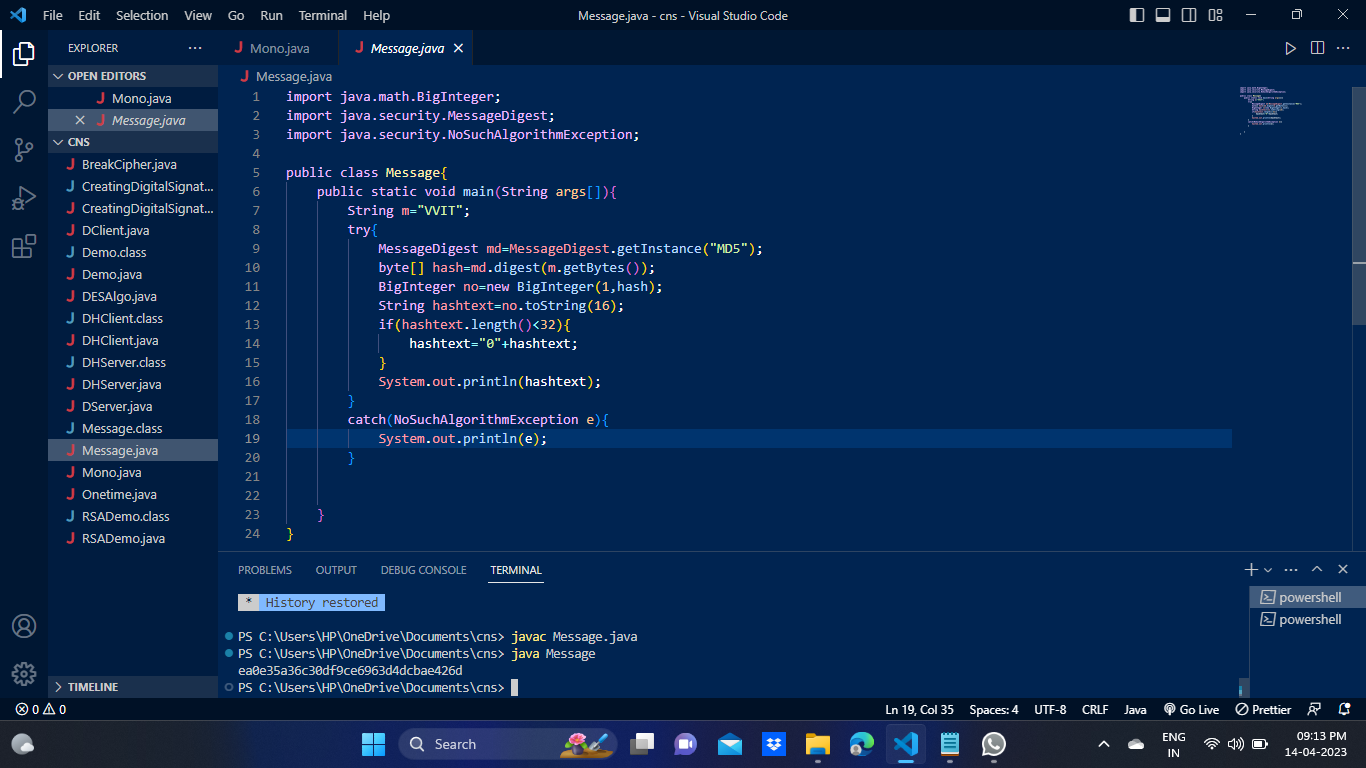 File Edit Selection View Go Run Terminal Help
Message.java - cns - Visual Studio Code
EXPLORER
OPEN EDITORS
J Mono.java
J Message.java
CNS
J BreakCipher.java
J CreatingDigitalSignat...
J CreatingDigitalSignat...
J DClient.java
J Demo.class
J Demo.java
J DESAlgo.java
J DHClient.class
J DHClient.java
J DHServer.class
J DHServer.java
J DServer.java
J Message.class
J Message.java
J Mono.java
J Onetime.java
J RSADemo.class
J RSADemo.java
TIMELINE
J Mono.java J Message.java
J Message.java
1 import java.math.BigInteger;
2 import java.security.MessageDigest;
3 import java.security.NoSuchAlgorithmException;
4
5 public class Message{
6 public static void main(String args[]){
7 String m="VVIT";
8 try{
9 MessageDigest md=MessageDigest.getInstance("MD5");
10 byte[] hash=md.digest(m.getBytes());
11 BigInteger no=new BigInteger(1,hash);
12 String hashtext=no.toString(16);
13 if(hashtext.length()<32){
14 hashtext="0"+hashtext;
15 }
16 System.out.println(hashtext);
17 }
18 catch(NoSuchAlgorithmException e){
19 System.out.println(e);
20 }
21
22
23 }
24 }
PROBLEMS OUTPUT DEBUG CONSOLE TERMINAL
* History restored
PS C:\Users\HP\OneDrive\Documents\cns> javac Message.java
PS C:\Users\HP\OneDrive\Documents\cns> java Message
ea0e35a36c30df9ce6963d4dcbae426d
PS C:\Users\HP\OneDrive\Documents\cns>
powershell
powershell
0 0
Ln 19, Col 35 Spaces: 4 UTF-8 CRLF Java Go Live Prettier
Search
ENG
IN
09:13 PM
14-04-2023